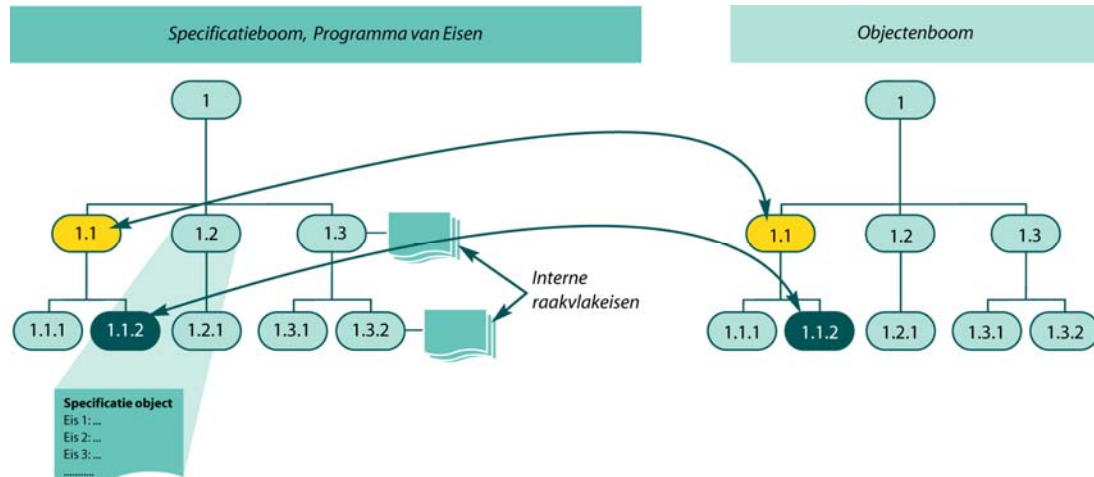 Specificatieboom, Programma van Eisen
Objectenboom
1
1
1.1
1.2
1.3
1.1
1.2
1.3
Interne
raakvlakeisen
1.1.1
1.1.2
1.2.1
1.3.1
1.3.2
1.1.1
1.1.2
1.2.1
1.3.1
1.3.2
Specificatie object
Eis 1: ...
Eis 2: ...
Eis 3: ...
...........